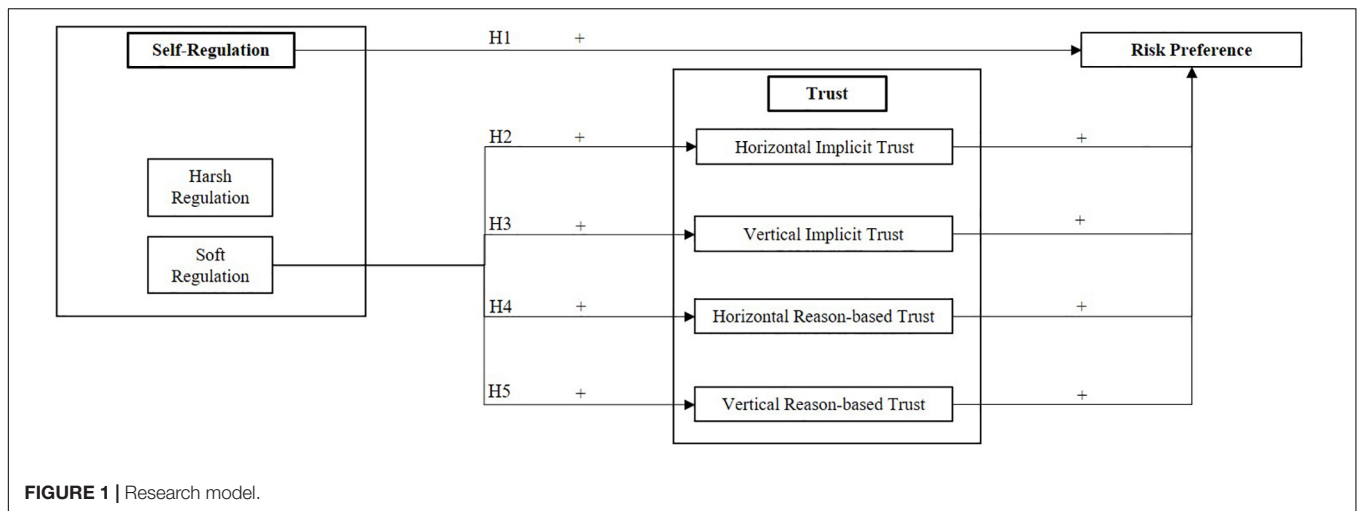 Self-Regulation
H1 +
Risk Preference
Trust
H2 +
Horizontal Implicit Trust
+
Harsh
Regulation
H3 +
Vertical Implicit Trust
+
Soft
Regulation
H4 +
Horizontal Reason-based Trust
+
H5 +
Vertical Reason-based Trust
+
FIGURE 1 | Research model.